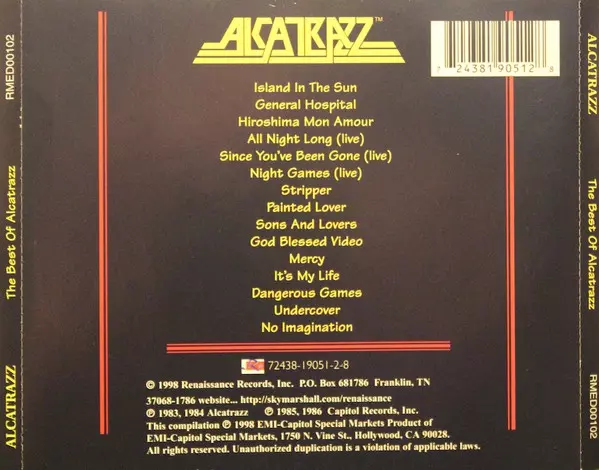 RMED00102
The Best Of Alcatrazz
ALCATRAZZ
ALCATRAZZ™
7 24381 90512 8
Island In The Sun
General Hospital
Hiroshima Mon Amour
All Night Long (live)
Since You've Been Gone (live)
Night Games (live)
Stripper
Painted Lover
Sons And Lovers
God Blessed Video
Mercy
It's My Life
Dangerous Games
Undercover
No Imagination
72438-19051-2-8
© 1998 Renaissance Records, Inc. P.O. Box 681786 Franklin, TN
37068-1786 website... http://skymarshall.com/renaissance
℗ 1983, 1984 Alcatrazz ℗ 1985, 1986 Capitol Records, Inc.
This compilation ℗ 1998 EMI-Capitol Special Markets Product of
EMI-Capitol Special Markets, 1750 N. Vine St., Hollywood, CA 90028.
All rights reserved. Unauthorized duplication is a violation of applicable laws.
ALCATRAZZ
The Best Of Alcatrazz
RMED00102